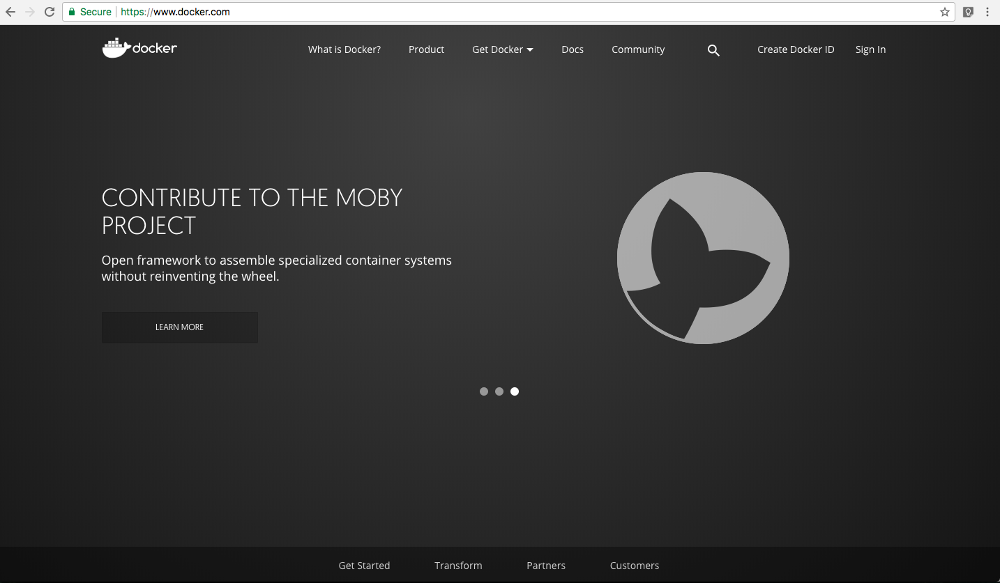 Secure https://www.docker.com
docker What is Docker? Product Get Docker Docs Community Create Docker ID Sign In
CONTRIBUTE TO THE MOBY
PROJECT
Open framework to assemble specialized container systems
without reinventing the wheel.
LEARN MORE
Get Started Transform Partners Customers